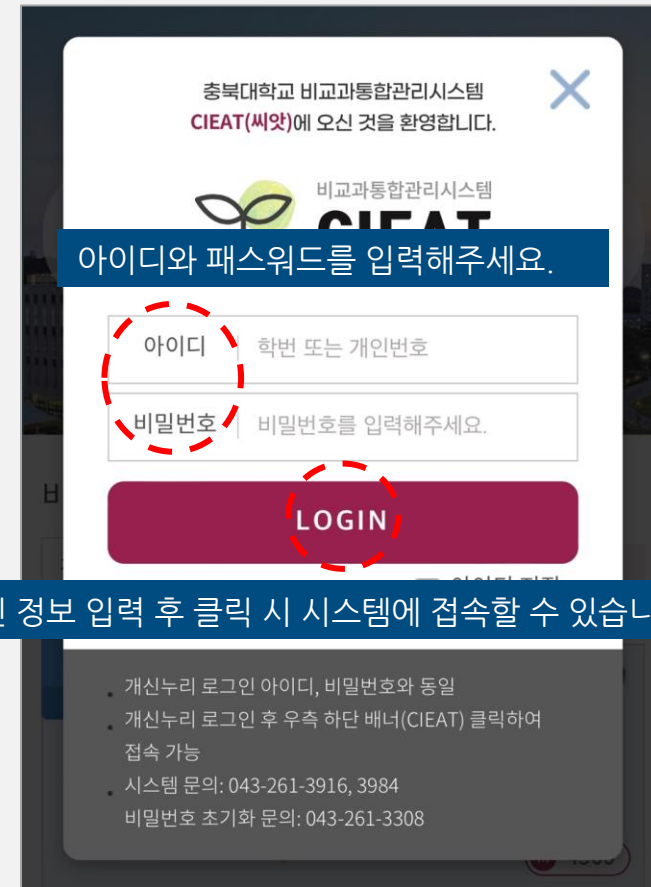 충북대학교 비교과통합관리시스템
CIEAT(씨앗)에 오신 것을 환영합니다.
비교과통합관리시스템
CIEAT
아이디와 패스워드를 입력해주세요.
아이디 학번 또는 개인번호
비밀번호 비밀번호를 입력해주세요.
LOGIN
정보 입력 후 클릭 시 시스템에 접속할 수 있습니
개신누리 로그인 아이디, 비밀번호와 동일
개신누리 로그인 후 우측 하단 배너(CIEAT) 클릭하여
접속 가능
시스템 문의: 043-261-3916, 3984
비밀번호 초기화 문의: 043-261-3308